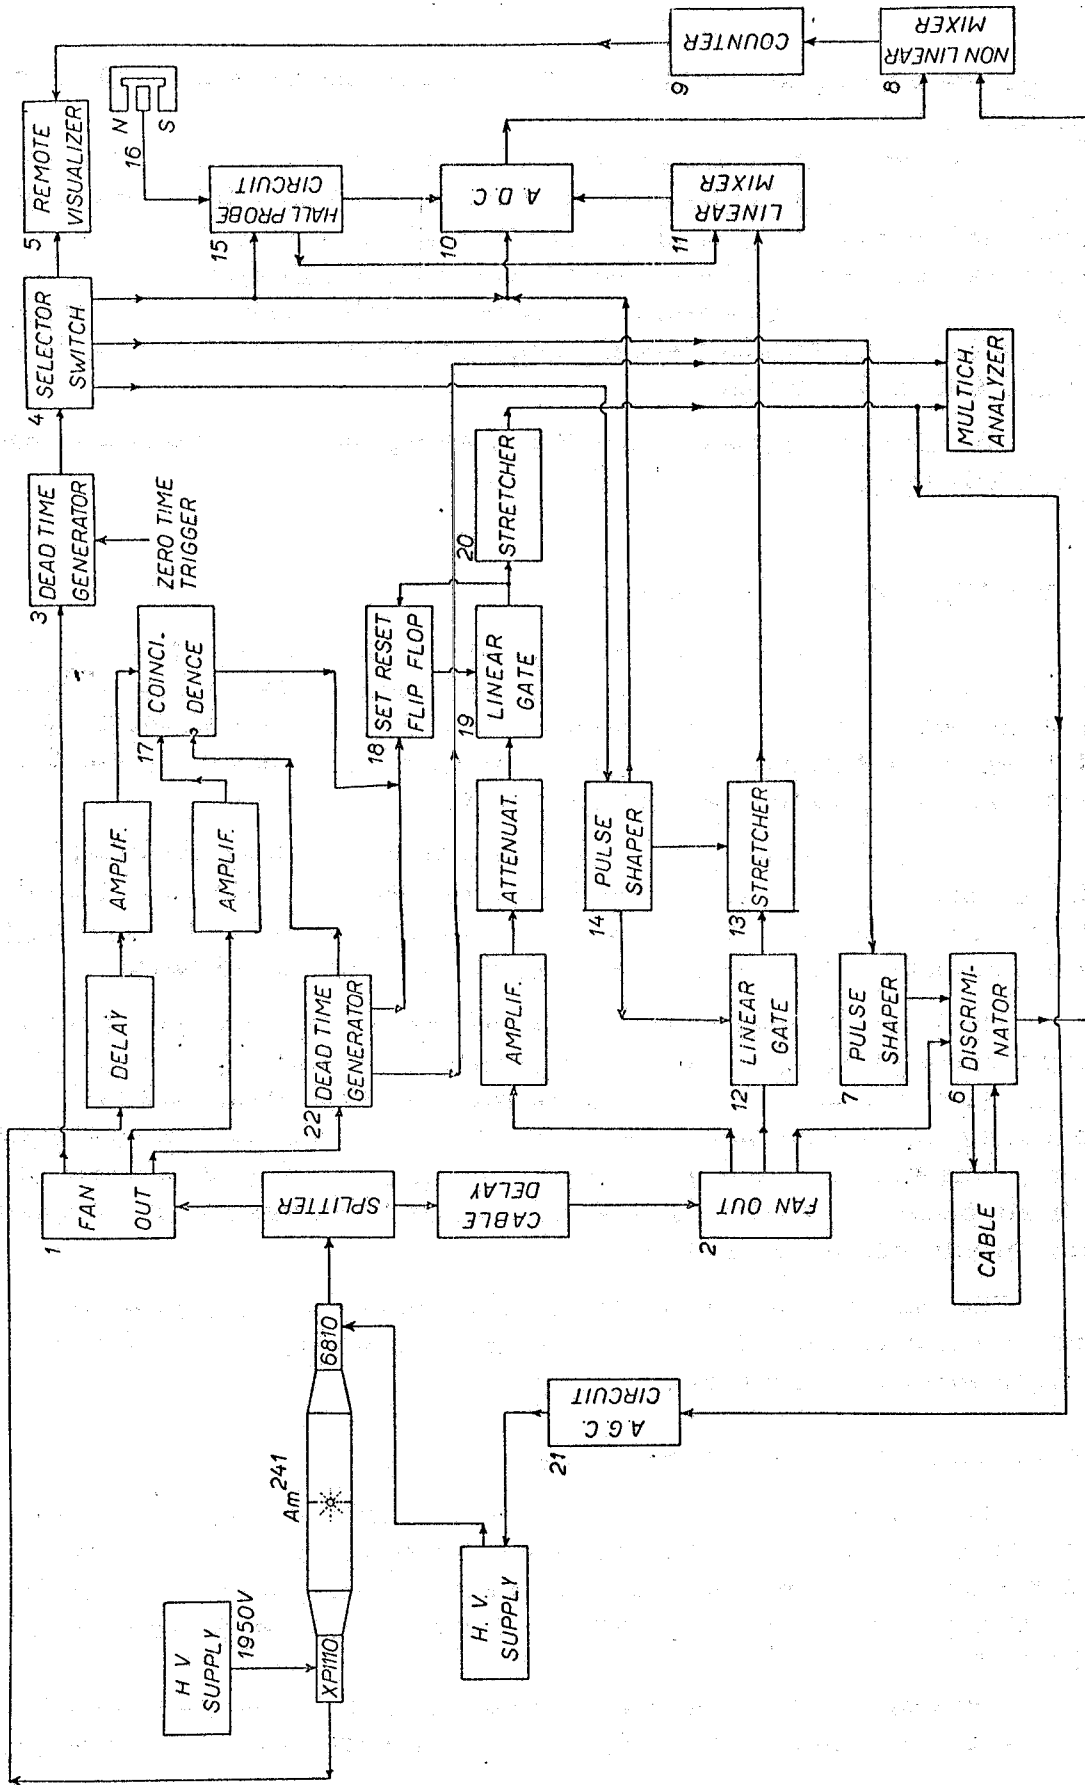 H V
SUPPLY
1950V
XP1110
Am241
6810
H. V.
SUPPLY
A.G.C.
CIRCUIT
21
SPLITTER
CABLE
DELAY
1
FAN
OUT
2
FAN OUT
DELAY
AMPLIF.
AMPLIF.
22
DEAD TIME
GENERATOR
17
COINCI-
DENCE
3
DEAD TIME
GENERATOR
ZERO TIME
TRIGGER
4
SELECTOR
SWITCH
5
REMOTE
VISUALIZER
N
S
16
15
HALL PROBE
CIRCUIT
10
A. D. C.
11
LINEAR
MIXER
9
COUNTER
8
NON LINEAR
MIXER
18
SET RESET
FLIP FLOP
19
LINEAR
GATE
20
STRETCHER
AMPLIF.
ATTENUAT.
14
PULSE
SHAPER
12
LINEAR
GATE
13
STRETCHER
7
PULSE
SHAPER
6
DISCRIMI-
NATOR
CABLE
MULTICH.
ANALYZER